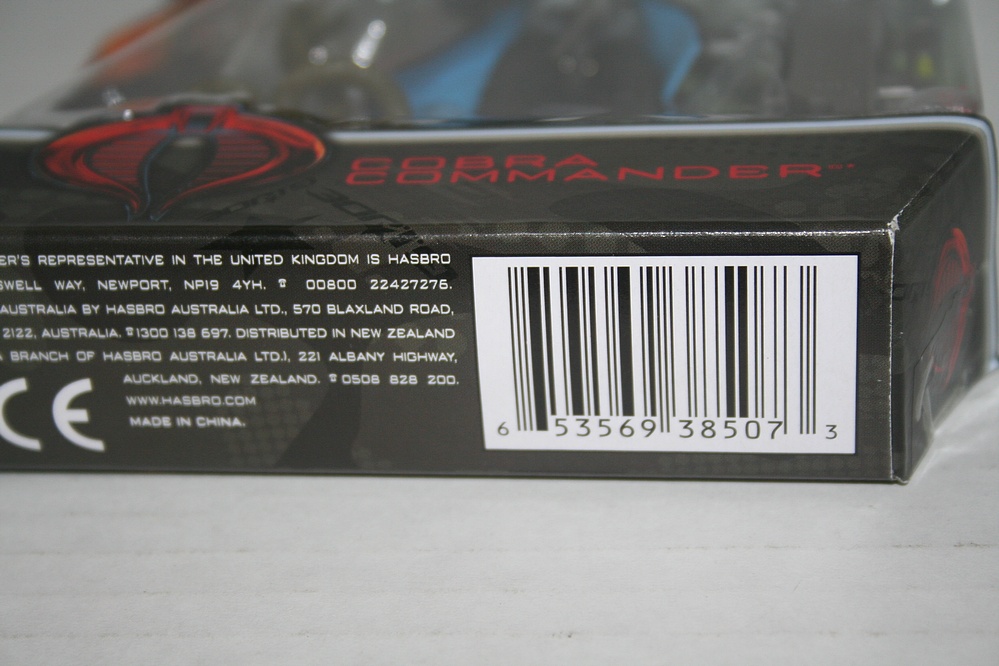 COBRA
COMMANDER
ER'S REPRESENTATIVE IN THE UNITED KINGDOM IS HASBRO
SWELL WAY, NEWPORT, NP19 4YH. ☎ 00800 22427276.
AUSTRALIA BY HASBRO AUSTRALIA LTD., 570 BLAXLAND ROAD,
2122, AUSTRALIA. ☎1300 138 697. DISTRIBUTED IN NEW ZEALAND
A BRANCH OF HASBRO AUSTRALIA LTD.), 221 ALBANY HIGHWAY,
AUCKLAND, NEW ZEALAND. ☎0508 828 200.
WWW.HASBRO.COM
CE MADE IN CHINA.
6 53569 38507 3